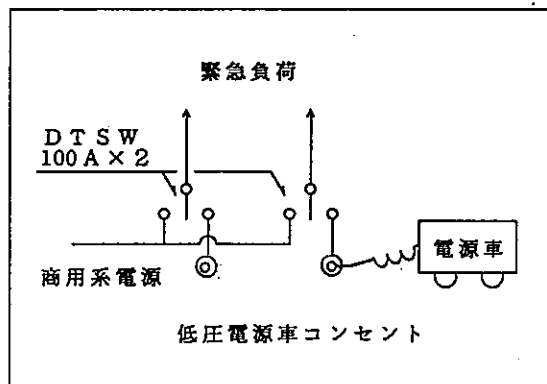 緊急負荷
DTSW
100A×2
電源車
商用系電源
低圧電源車コンセント